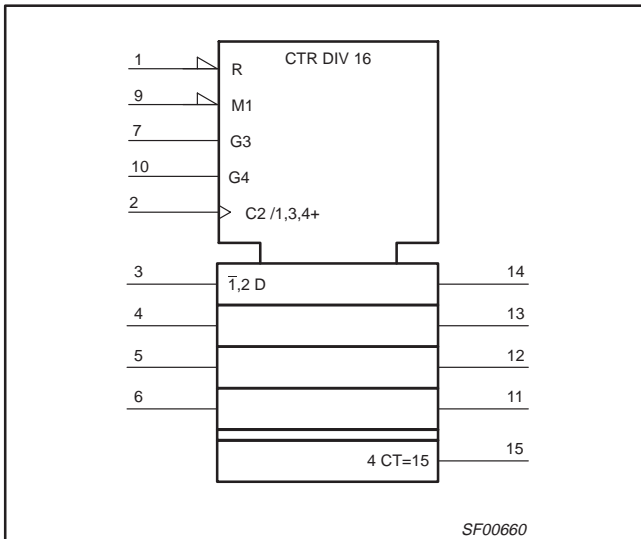 CTR DIV 16
1 R
9 M1
7 G3
10 G4
2 C2 /1,3,4+
3 1̅,2 D 14
4 13
5 12
6 11
4 CT=15 15
SF00660